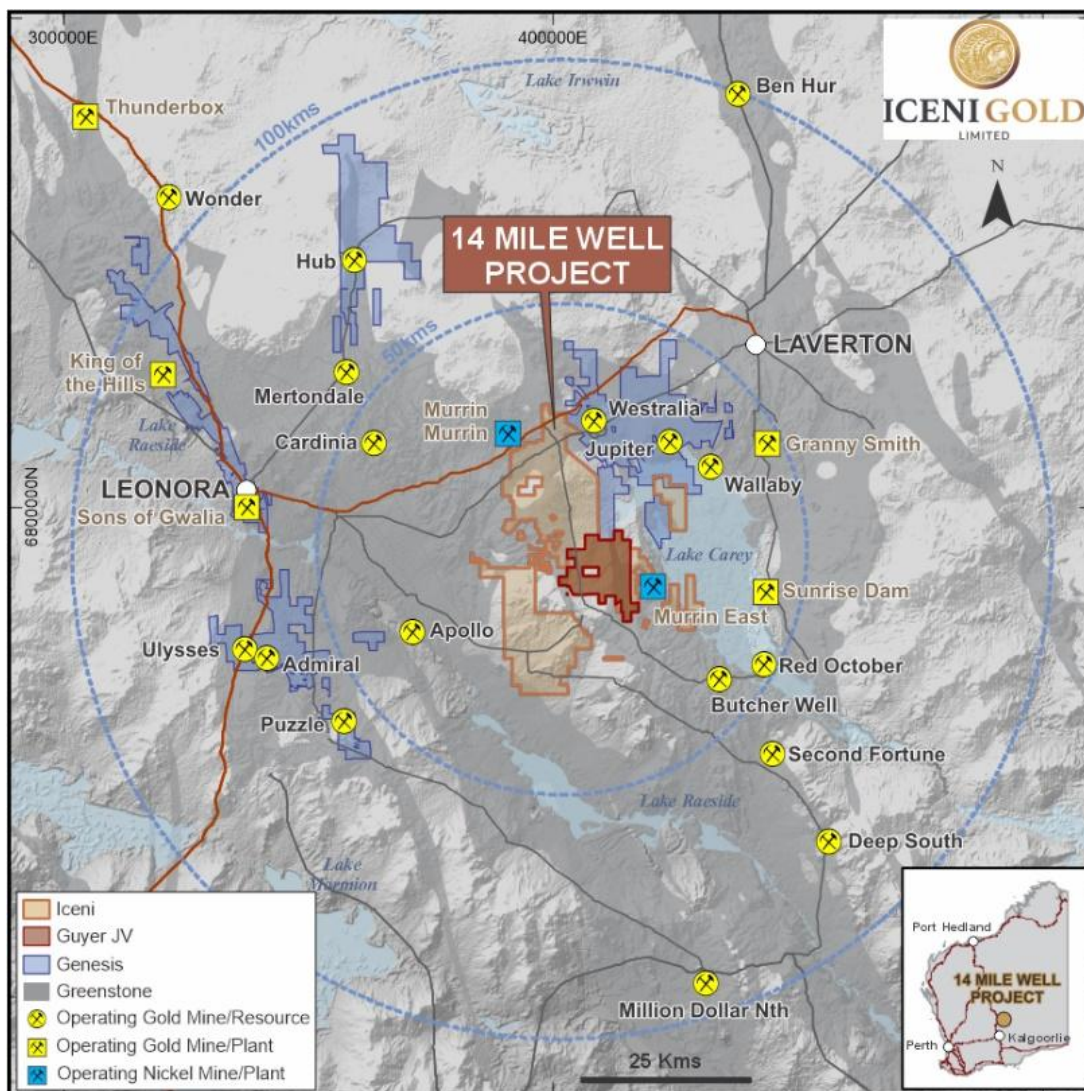 300000E
400000E
ICENI GOLD
LIMITED
Lake Irwwin
Ben Hur
Thunderbox
100kms
N
Wonder
14 MILE WELL
PROJECT
Hub
50kms
LAVERTON
King of
the Hills
Mertondale
Murrin
Murrin
Westralia
Lake
Raeside
Cardinia
Jupiter
Granny Smith
Wallaby
LEONORA
Sons of Gwalia
6800000N
Lake Carey
Sunrise Dam
Murrin East
Ulysses
Apollo
Admiral
Red October
Butcher Well
Puzzle
Second Fortune
Lake Raeside
Deep South
Lake
Marmion
Million Dollar Nth
25 Kms
Iceni
Guyer JV
Genesis
Greenstone
Operating Gold Mine/Resource
Operating Gold Mine/Plant
Operating Nickel Mine/Plant
Port Hedland
14 MILE WELL
PROJECT
Kalgoorlie
Perth